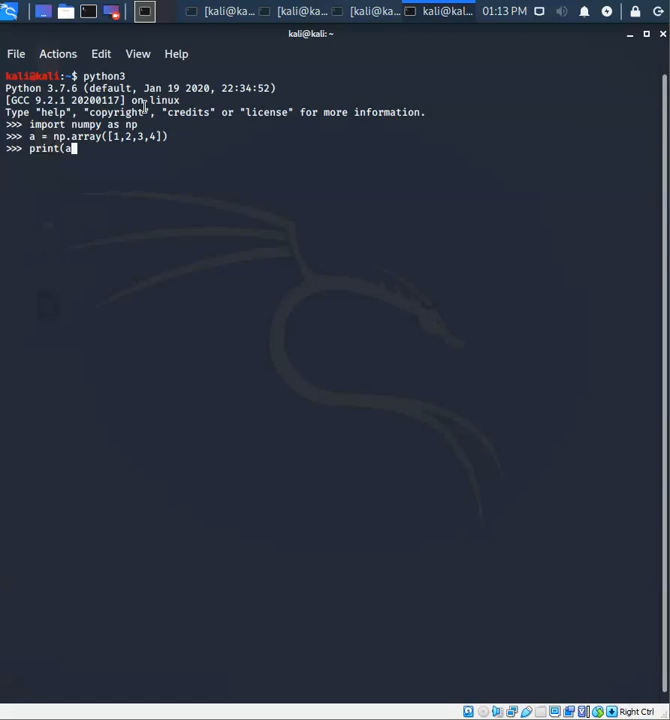 [kali@ka... [kali@ka... [kali@ka... kali@kal... 01:13 PM
kali@kali: ~
File Actions Edit View Help
kali@kali:~$ python3
Python 3.7.6 (default, Jan 19 2020, 22:34:52)
[GCC 9.2.1 20200117] on linux
Type "help", "copyright", "credits" or "license" for more information.
>>> import numpy as np
>>> a = np.array([1,2,3,4])
>>> print(a
Right Ctrl